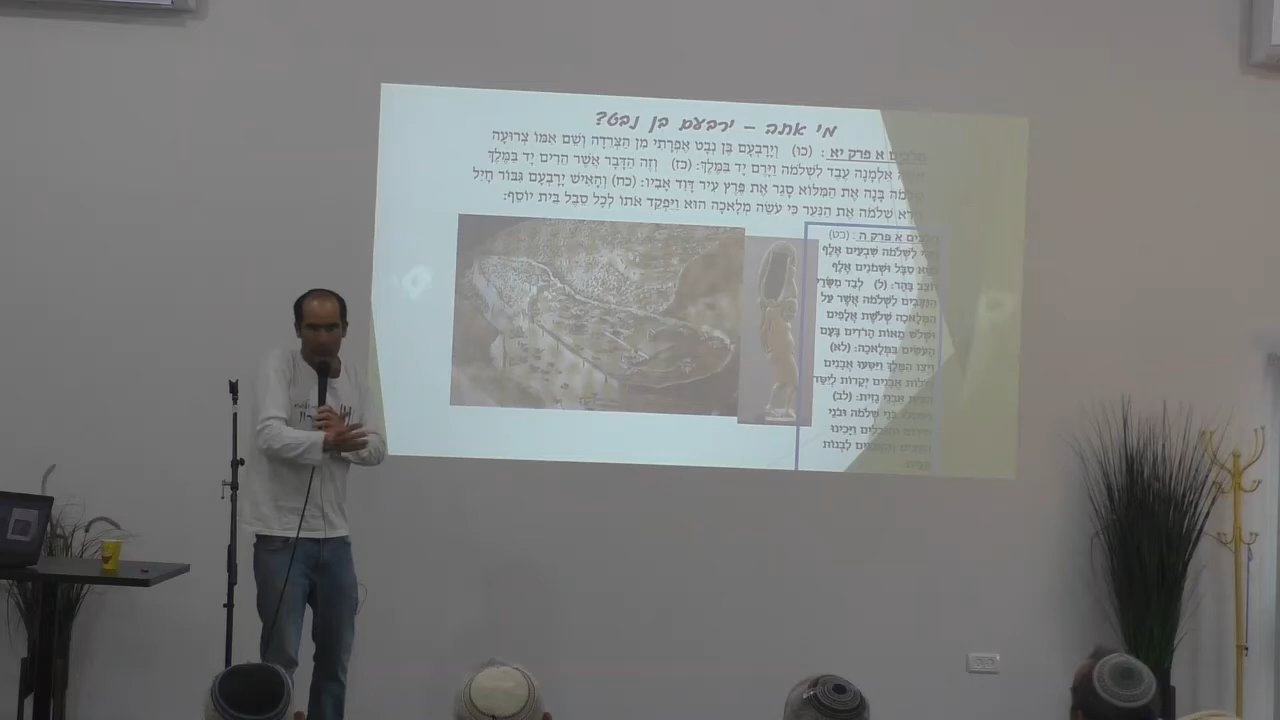 מי אתה – ירבעם בן נבט?
א פרק יא : (כו) וְיָרָבְעָם בֶּן נְבָט אֶפְרָתִי מִן הַצְּרֵדָה וְשֵׁם אִמּוֹ צְרוּעָה
אַלְמָנָה עֶבֶד לִשְׁלֹמֹה וַיָּרֶם יָד בַּמֶּלֶךְ: (כז) וְזֶה הַדָּבָר אֲשֶׁר הֵרִים יָד בַּמֶּלֶךְ
בָּנָה אֶת הַמִּלּוֹא סָגַר אֶת פֶּרֶץ עִיר דָּוִד אָבִיו: (כח) וְהָאִישׁ יָרָבְעָם גִּבּוֹר חָיִל
שְׁלֹמֹה אֶת הַנַּעַר כִּי עֹשֵׂה מְלָאכָה הוּא וַיַּפְקֵד אֹתוֹ לְכָל סֵבֶל בֵּית יוֹסֵף:
א פרק ה (כט)
לִשְׁלֹמֹה שִׁבְעִים אֶלֶף
סַבָּל וּשְׁמֹנִים אֶלֶף
בָּהָר: (ל) לְבַד מִשָּׂרֵי
הַנִּצָּבִים לִשְׁלֹמֹה אֲשֶׁר עַל
הַמְּלָאכָה שְׁלֹשֶׁת אֲלָפִים
וּשְׁלֹשׁ מֵאוֹת הָרֹדִים בָּעָם
הָעֹשִׂים בַּמְּלָאכָה: (לא)
הַמֶּלֶךְ וַיַּסִּעוּ אֲבָנִים
אֲבָנִים יְקָרוֹת לְיַסֵּד
אַבְנֵי גָזִית: (לב)
בֹּנֵי שְׁלֹמֹה וּבֹנֵי
וַיָּכִינוּ
לִבְנוֹת